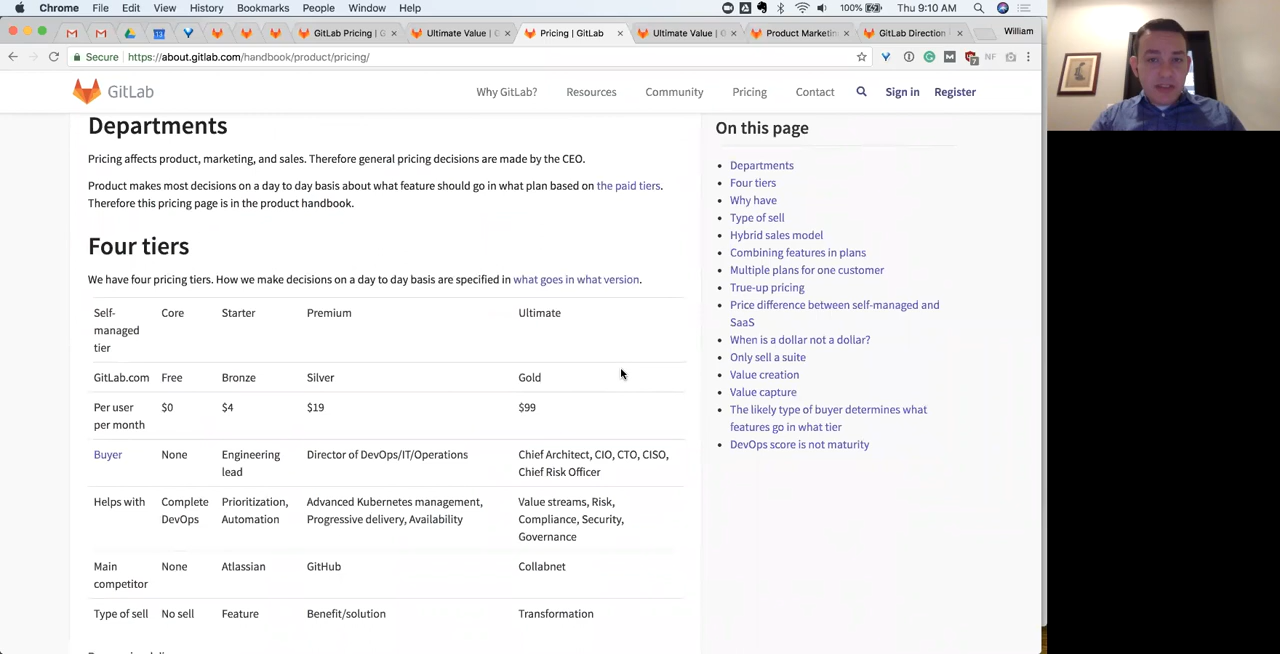 Chrome File Edit View History Bookmarks People Window Help 100% Thu 9:10 AM
GitLab Pricing | G × Ultimate Value | G × Pricing | GitLab × Ultimate Value | G × Product Marketin × GitLab Direction × William
Secure https://about.gitlab.com/handbook/product/pricing/
GitLab Why GitLab? Resources Community Pricing Contact Sign in Register
Departments
Pricing affects product, marketing, and sales. Therefore general pricing decisions are made by the CEO.
Product makes most decisions on a day to day basis about what feature should go in what plan based on the paid tiers.
Therefore this pricing page is in the product handbook.
Four tiers
We have four pricing tiers. How we make decisions on a day to day basis are specified in what goes in what version.
Self- Core Starter Premium Ultimate
managed
tier
GitLab.com Free Bronze Silver Gold
Per user $0 $4 $19 $99
per month
Buyer None Engineering Director of DevOps/IT/Operations Chief Architect, CIO, CTO, CISO,
lead Chief Risk Officer
Helps with Complete Prioritization, Advanced Kubernetes management, Value streams, Risk,
DevOps Automation Progressive delivery, Availability Compliance, Security,
Governance
Main None Atlassian GitHub Collabnet
competitor
Type of sell No sell Feature Benefit/solution Transformation
On this page
Departments
Four tiers
Why have
Type of sell
Hybrid sales model
Combining features in plans
Multiple plans for one customer
True-up pricing
Price difference between self-managed and
SaaS
When is a dollar not a dollar?
Only sell a suite
Value creation
Value capture
The likely type of buyer determines what
features go in what tier
DevOps score is not maturity